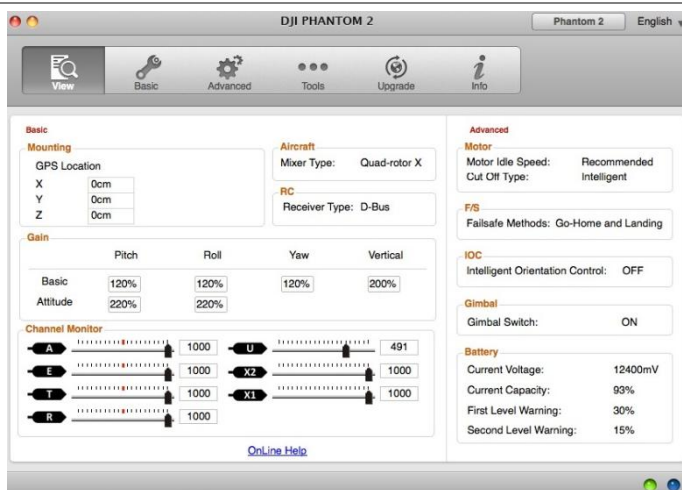 DJI PHANTOM 2
Phantom 2
English
View
Basic
Advanced
Tools
Upgrade
Info
Basic
Mounting
GPS Location
X 0cm
Y 0cm
Z 0cm
Aircraft
Mixer Type: Quad-rotor X
RC
Receiver Type: D-Bus
Gain
Pitch Roll Yaw Vertical
Basic 120% 120% 120% 200%
Attitude 220% 220%
Channel Monitor
A 1000 U 491
E 1000 X2 1000
T 1000 X1 1000
R 1000
OnLine Help
Advanced
Motor
Motor Idle Speed: Recommended
Cut Off Type: Intelligent
F/S
Failsafe Methods: Go-Home and Landing
IOC
Intelligent Orientation Control: OFF
Gimbal
Gimbal Switch: ON
Battery
Current Voltage: 12400mV
Current Capacity: 93%
First Level Warning: 30%
Second Level Warning: 15%